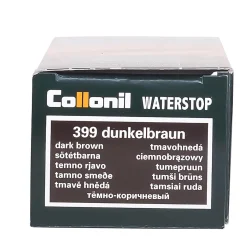 Collonil WATERSTOP
399 dunkelbraun
dark brown tmavohnedá
sötétbarna ciemnobrązowy
temno rjavo tumepruun
tamno smeđe tumši brūns
tmavě hnědá tamsiai ruda
тёмно-коричневый